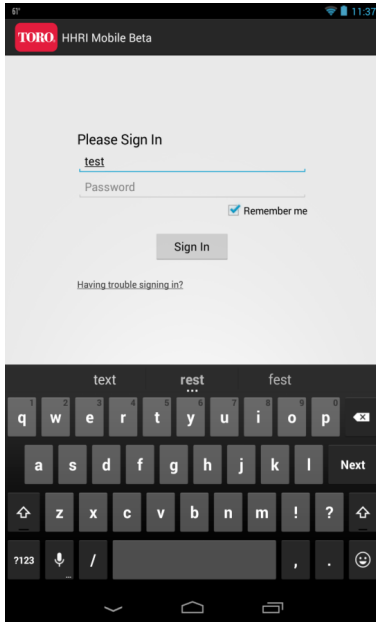 61° 11:37
TORO. HHRI Mobile Beta
Please Sign In
test
Password
Remember me
Sign In
Having trouble signing in?
text rest fest
1 2 3 4 5 6 7 8 9 0
q w e r t y u i o p
a s d f g h j k l Next
z x c v b n m ! ?
?123 / , .